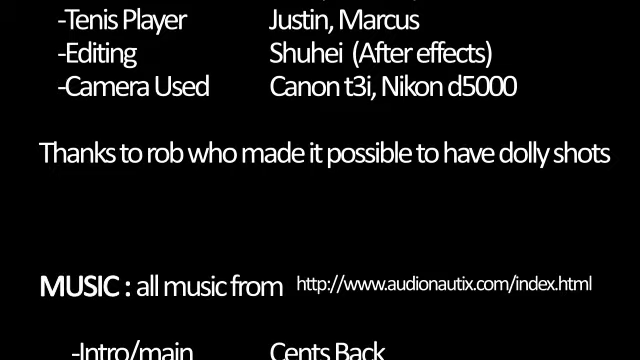 -Tenis Player Justin, Marcus
-Editing Shuhei (After effects)
-Camera Used Canon t3i, Nikon d5000
Thanks to rob who made it possible to have dolly shots
MUSIC : all music from http://www.audionautix.com/index.html
-Intro/main Cents Back